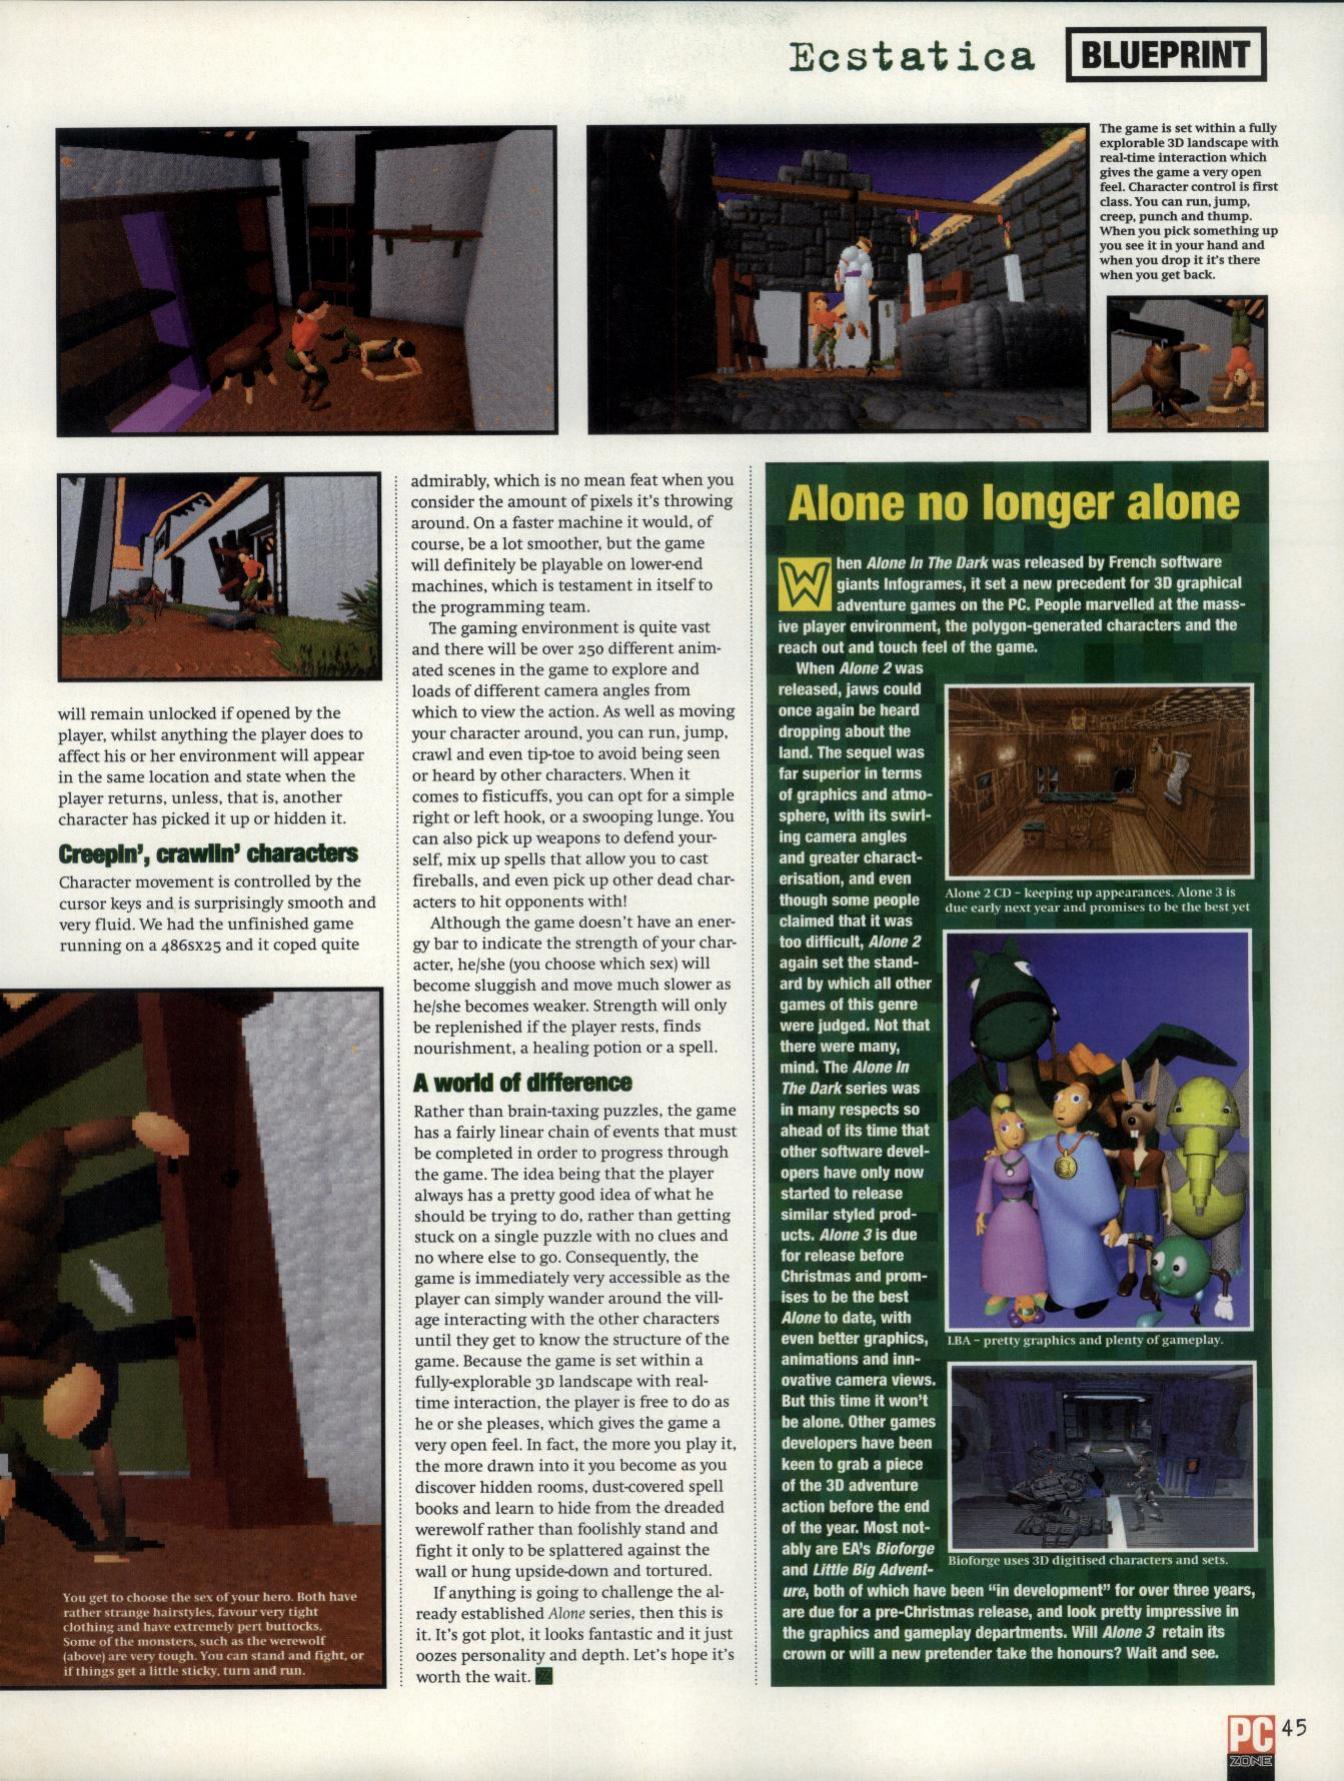 Ecstatica BLUEPRINT
The game is set within a fully
explorable 3D landscape with
real-time interaction which
gives the game a very open
feel. Character control is first
class. You can run, jump,
creep, punch and thump.
When you pick something up
you see it in your hand and
when you drop it it's there
when you get back.
will remain unlocked if opened by the
player, whilst anything the player does to
affect his or her environment will appear
in the same location and state when the
player returns, unless, that is, another
character has picked it up or hidden it.
Creepin', crawlin' characters
Character movement is controlled by the
cursor keys and is surprisingly smooth and
very fluid. We had the unfinished game
running on a 486SX25 and it coped quite
You get to choose the sex of your hero. Both have
rather strange hairstyles, favour very tight
clothing and have extremely pert buttocks.
Some of the monsters, such as the werewolf
(above) are very tough. You can stand and fight, or
if things get a little sticky, turn and run.
admirably, which is no mean feat when you
consider the amount of pixels it's throwing
around. On a faster machine it would, of
course, be a lot smoother, but the game
will definitely be playable on lower-end
machines, which is testament in itself to
the programming team.
The gaming environment is quite vast
and there will be over 250 different anim-
ated scenes in the game to explore and
loads of different camera angles from
which to view the action. As well as moving
your character around, you can run, jump,
crawl and even tip-toe to avoid being seen
or heard by other characters. When it
comes to fisticuffs, you can opt for a simple
right or left hook, or a swooping lunge. You
can also pick up weapons to defend your-
self, mix up spells that allow you to cast
fireballs, and even pick up other dead char-
acters to hit opponents with!
Although the game doesn't have an ener-
gy bar to indicate the strength of your char-
acter, he/she (you choose which sex) will
become sluggish and move much slower as
he/she becomes weaker. Strength will only
be replenished if the player rests, finds
nourishment, a healing potion or a spell.
A world of difference
Rather than brain-taxing puzzles, the game
has a fairly linear chain of events that must
be completed in order to progress through
the game. The idea being that the player
always has a pretty good idea of what he
should be trying to do, rather than getting
stuck on a single puzzle with no clues and
no where else to go. Consequently, the
game is immediately very accessible as the
player can simply wander around the vill-
age interacting with the other characters
until they get to know the structure of the
game. Because the game is set within a
fully-explorable 3D landscape with real-
time interaction, the player is free to do as
he or she pleases, which gives the game a
very open feel. In fact, the more you play it,
the more drawn into it you become as you
discover hidden rooms, dust-covered spell
books and learn to hide from the dreaded
werewolf rather than foolishly stand and
fight it only to be splattered against the
wall or hung upside-down and tortured.
If anything is going to challenge the al-
ready established Alone series, then this is
it. It's got plot, it looks fantastic and it just
oozes personality and depth. Let's hope it's
worth the wait.
Alone no longer alone
When Alone In The Dark was released by French software
giants Infogrames, it set a new precedent for 3D graphical
adventure games on the PC. People marvelled at the mass-
ive player environment, the polygon-generated characters and the
reach out and touch feel of the game.
When Alone 2 was
released, jaws could
once again be heard
dropping about the
land. The sequel was
far superior in terms
of graphics and atmo-
sphere, with its swirl-
ing camera angles
and greater charact-
erisation, and even
though some people
claimed that it was
too difficult, Alone 2
again set the stand-
ard by which all other
games of this genre
were judged. Not that
there were many,
mind. The Alone In
The Dark series was
in many respects so
ahead of its time that
other software devel-
opers have only now
started to release
similar styled prod-
ucts. Alone 3 is due
for release before
Christmas and prom-
ises to be the best
Alone to date, with
even better graphics,
animations and inn-
ovative camera views.
But this time it won't
be alone. Other games
developers have been
keen to grab a piece
of the 3D adventure
action before the end
of the year. Most not-
ably are EA's Bioforge
and Little Big Advent-
ure, both of which have been "in development" for over three years,
are due for a pre-Christmas release, and look pretty impressive in
the graphics and gameplay departments. Will Alone 3 retain its
crown or will a new pretender take the honours? Wait and see.
Alone 2 CD – keeping up appearances. Alone 3 is
due early next year and promises to be the best yet
LBA – pretty graphics and plenty of gameplay.
Bioforge uses 3D digitised characters and sets.
PC ZONE 45